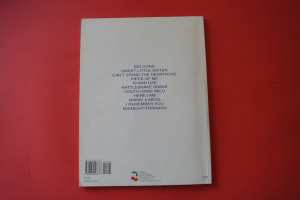 BIG GUNS
SWEET LITTLE SISTER
CAN'T STAND THE HEARTACHE
PIECE OF ME
18 AND LIFE
RATTLESNAKE SHAKE
YOUTH GONE WILD
HERE I AM
MAKIN' A MESS
I REMEMBER YOU
MIDNIGHT/TORNADO